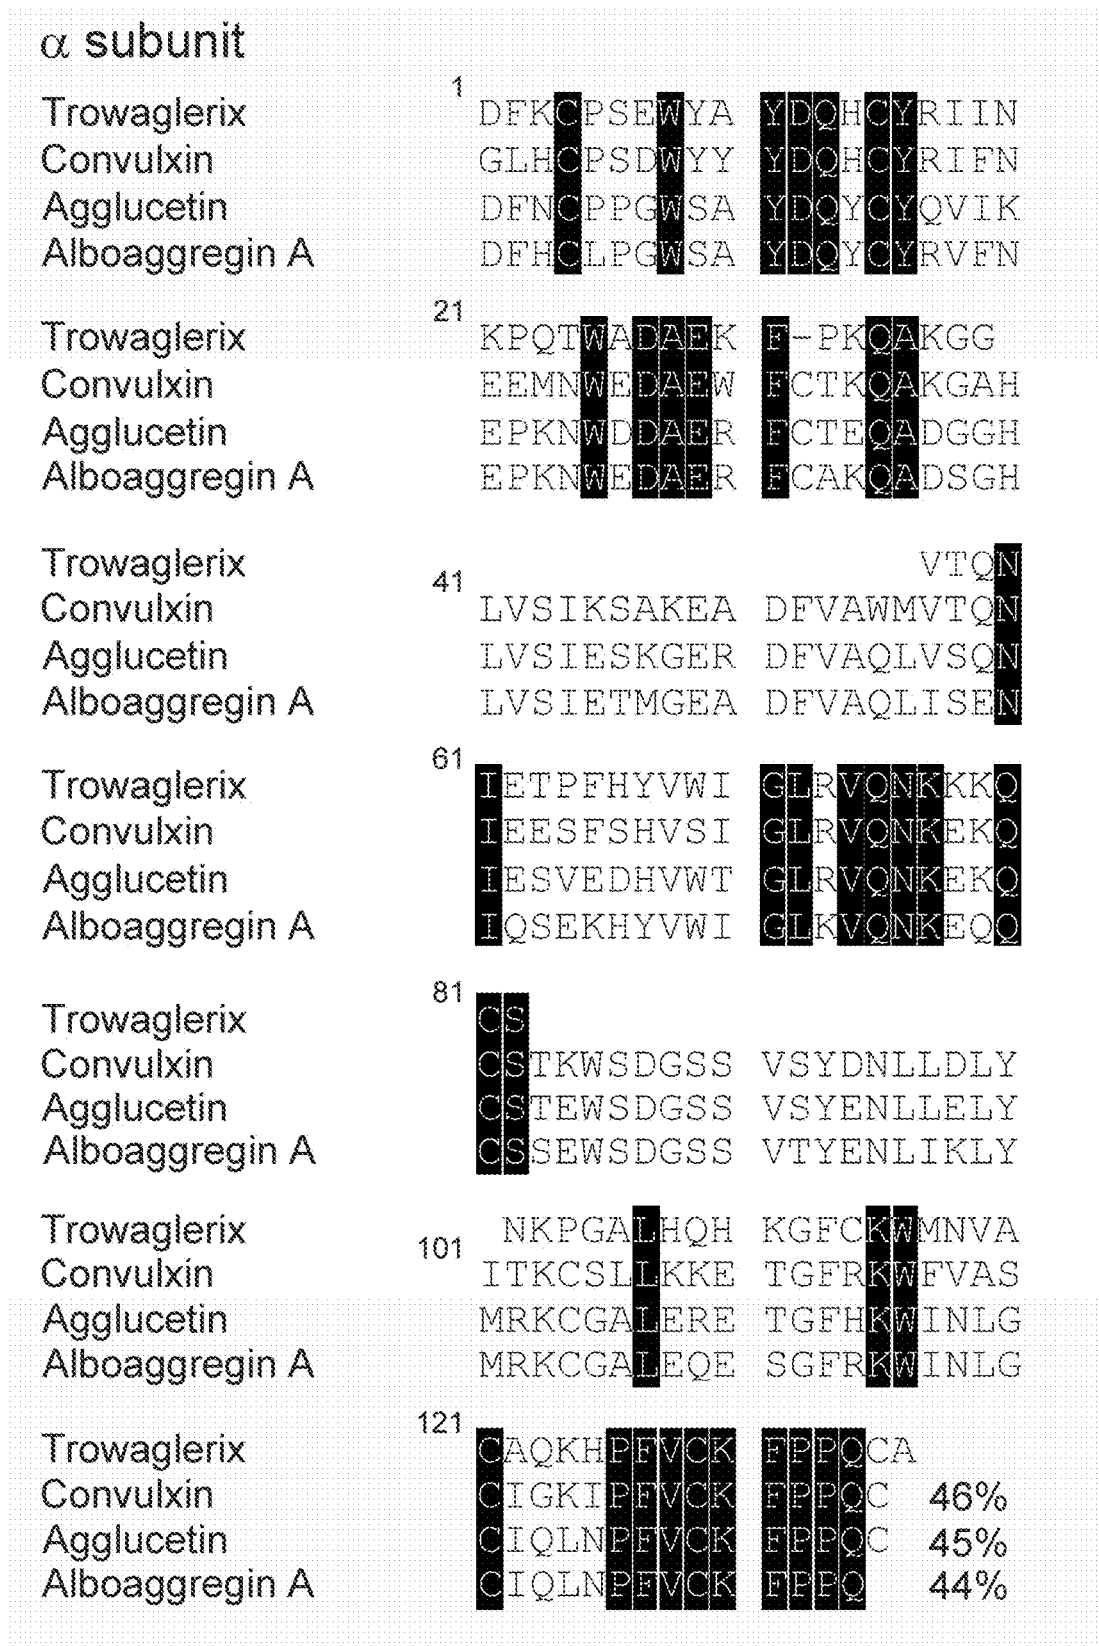 α subunit
1
Trowaglerix DFKCPSEWYA YDQHCYRIIN
Convulxin GLHCPSDWYY YDQHCYRIFN
Agglucetin DFNCPPGWSA YDQYCYQVIK
Alboaggregin A DFHCLPGWSA YDQYCYRVFN
21
Trowaglerix KPQTWADAEK F-PKQAKGG
Convulxin EEMNWEDAEW FCTKQAKGAH
Agglucetin EPKNWDDAER FCTEQADGGH
Alboaggregin A EPKNWEDAER FCAKQADSGH
Trowaglerix VTQN
41
Convulxin LVSIKSAKEA DFVAWMVTQN
Agglucetin LVSIESKGER DFVAQLVSQN
Alboaggregin A LVSIETMGEA DFVAQLISEN
61
Trowaglerix IETPFHYVWI GLRVQNKKKQ
Convulxin IEESFSHVSI GLRVQNKEKQ
Agglucetin IESVEDHVWT GLRVQNKEKQ
Alboaggregin A IQSEKHYVWI GLKVQNKEQQ
81
Trowaglerix CS
Convulxin CSTKWSDGSS VSYDNLLDLY
Agglucetin CSTEWSDGSS VSYENLLELY
Alboaggregin A CSSEWSDGSS VTYENLIKLY
Trowaglerix NKPGALHQH KGFCKWMNVA
101
Convulxin ITKCSLLKKE TGFRKWFVAS
Agglucetin MRKCGALERE TGFHKWINLG
Alboaggregin A MRKCGALEQE SGFRKWINLG
121
Trowaglerix CAQKHPFVCK FPPQCA
Convulxin CIGKIPFVCK FPPQC 46%
Agglucetin CIQLNPFVCK FPPQC 45%
Alboaggregin A CIQLNPFVCK FPPQ 44%